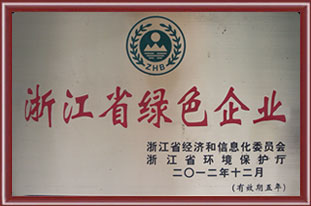 ZHB
浙江省绿色企业
浙江省经济和信息化委员会
浙江省环境保护厅
二〇一二年十二月
(有效期五年)